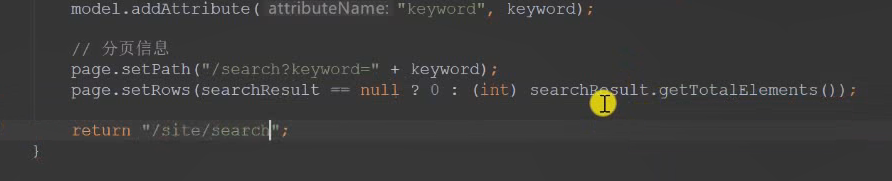 model.addAttribute( attributeName: "keyword", keyword);
// 分页信息
page.setPath("/search?keyword=" + keyword);
page.setRows(searchResult == null ? 0 : (int) searchResult.getTotalElements());
return "/site/search";
}